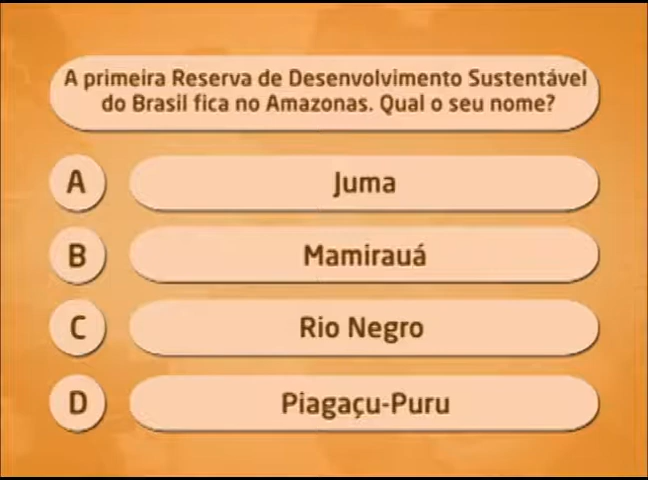 A primeira Reserva de Desenvolvimento Sustentável
do Brasil fica no Amazonas. Qual o seu nome?
A Juma
B Mamirauá
C Rio Negro
D Piagaçu-Puru